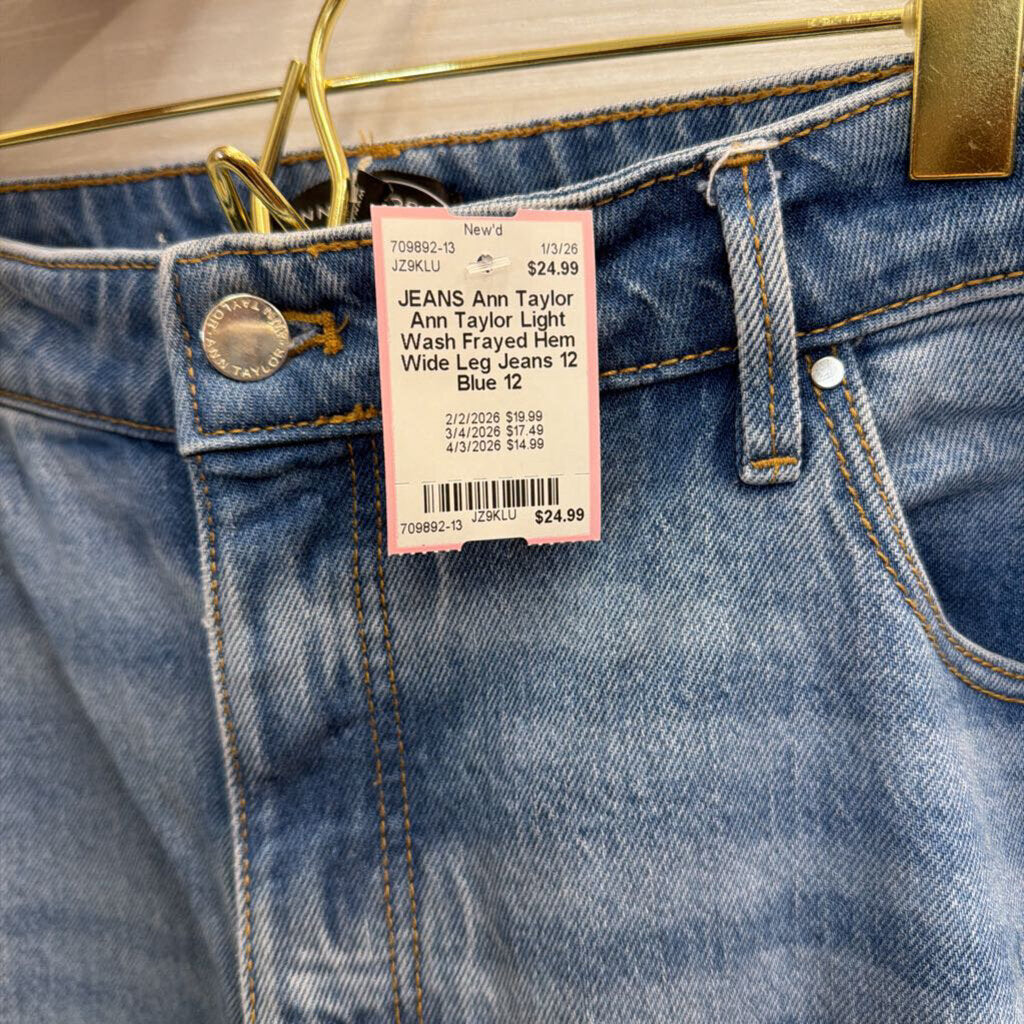 New'd
709892-13 1/3/26
JZ9KLU $24.99
JEANS Ann Taylor
Ann Taylor Light
Wash Frayed Hem
Wide Leg Jeans 12
Blue 12
2/2/2026 $19.99
3/4/2026 $17.49
4/3/2026 $14.99
709892-13 JZ9KLU $24.99
ANN TAYLOR ANN TAYLOR